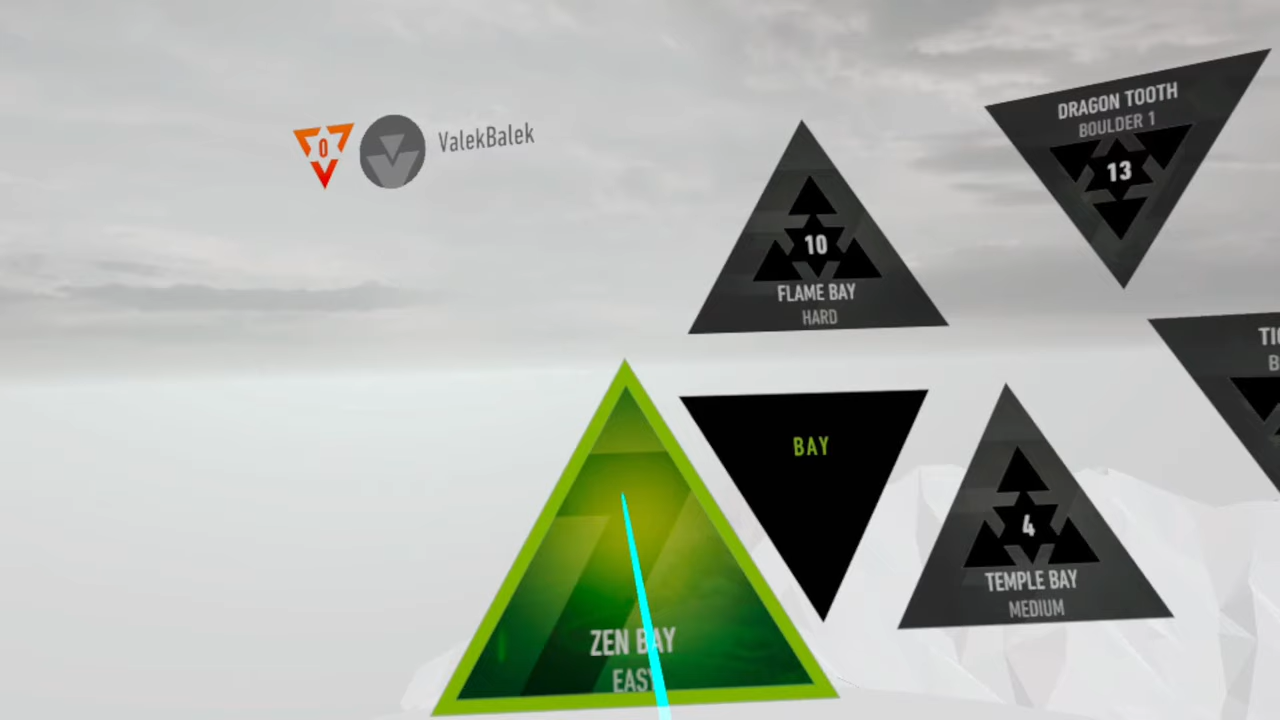 0
ValekBalek
DRAGON TOOTH
BOULDER 1
13
10
FLAME BAY
HARD
BAY
4
TEMPLE BAY
MEDIUM
ZEN BAY
EASY